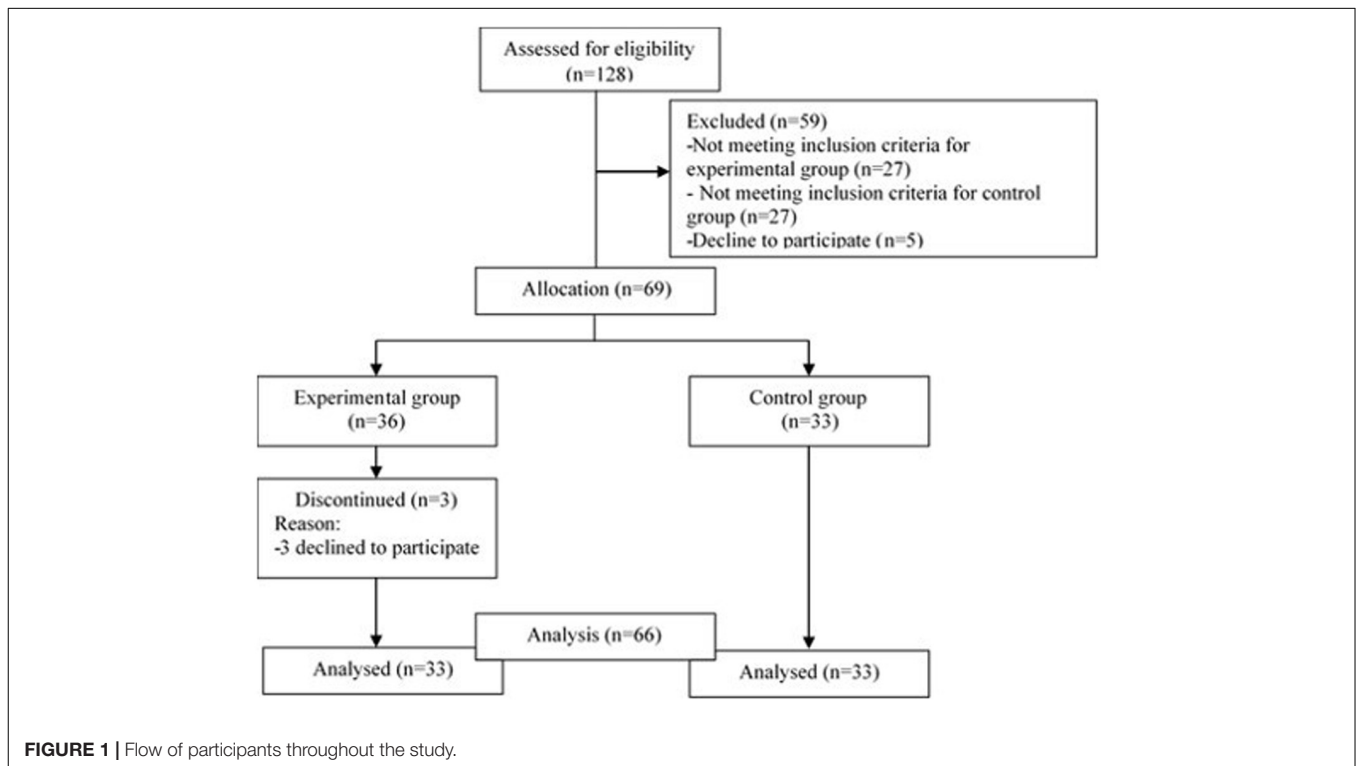 Assessed for eligibility
(n=128)
Excluded (n=59)
-Not meeting inclusion criteria for
experimental group (n=27)
- Not meeting inclusion criteria for control
group (n=27)
-Decline to participate (n=5)
Allocation (n=69)
Experimental group
(n=36)
Control group
(n=33)
Discontinued (n=3)
Reason:
-3 declined to participate
Analysis (n=66)
Analysed (n=33)
Analysed (n=33)
FIGURE 1 | Flow of participants throughout the study.